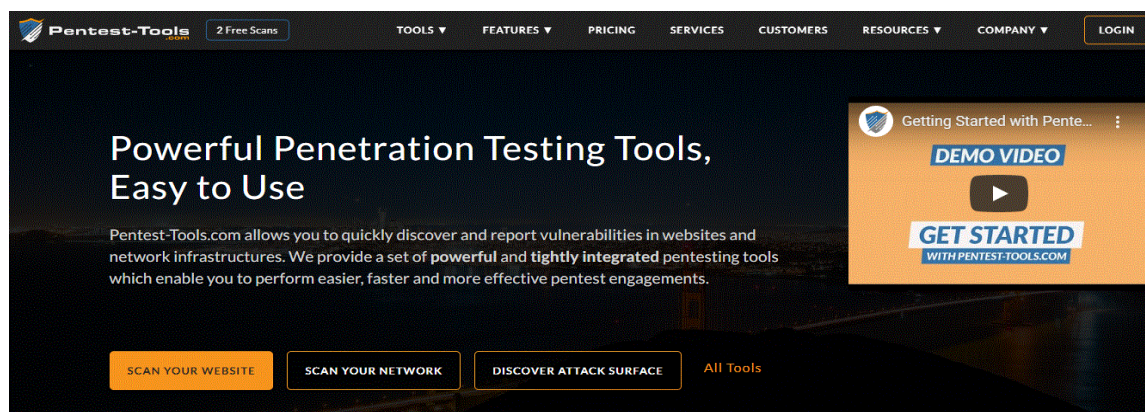 Pentest-Tools
.com
2 Free Scans
TOOLS ▼
FEATURES ▼
PRICING
SERVICES
CUSTOMERS
RESOURCES ▼
COMPANY ▼
LOGIN
Powerful Penetration Testing Tools,
Easy to Use
Pentest-Tools.com allows you to quickly discover and report vulnerabilities in websites and
network infrastructures. We provide a set of powerful and tightly integrated pentesting tools
which enable you to perform easier, faster and more effective pentest engagements.
Getting Started with Pente...
DEMO VIDEO
GET STARTED
WITH PENTEST-TOOLS.COM
SCAN YOUR WEBSITE
SCAN YOUR NETWORK
DISCOVER ATTACK SURFACE
All Tools